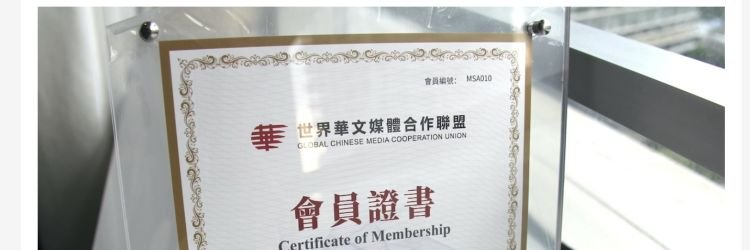 會員編號： MSA010
華 世界華文媒體合作聯盟
GLOBAL CHINESE MEDIA COOPERATION UNION
會員證書
Certificate of Membership